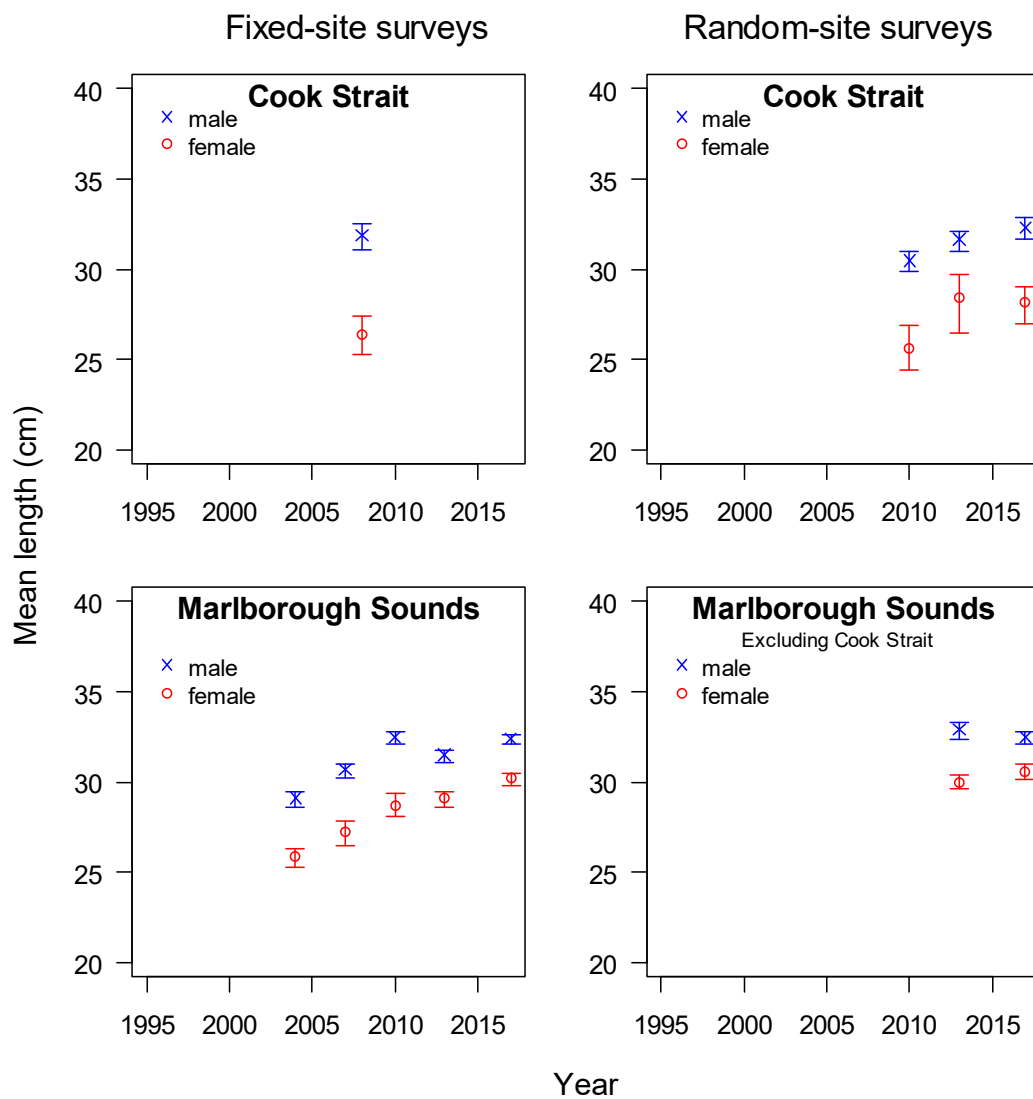 Fixed-site surveys
Random-site surveys
Cook Strait
male
female
40
35
30
25
20
1995 2000 2005 2010 2015
Cook Strait
male
female
40
35
30
25
20
1995 2000 2005 2010 2015
Mean length (cm)
Marlborough Sounds
male
female
40
35
30
25
20
1995 2000 2005 2010 2015
Marlborough Sounds
Excluding Cook Strait
male
female
40
35
30
25
20
1995 2000 2005 2010 2015
Year